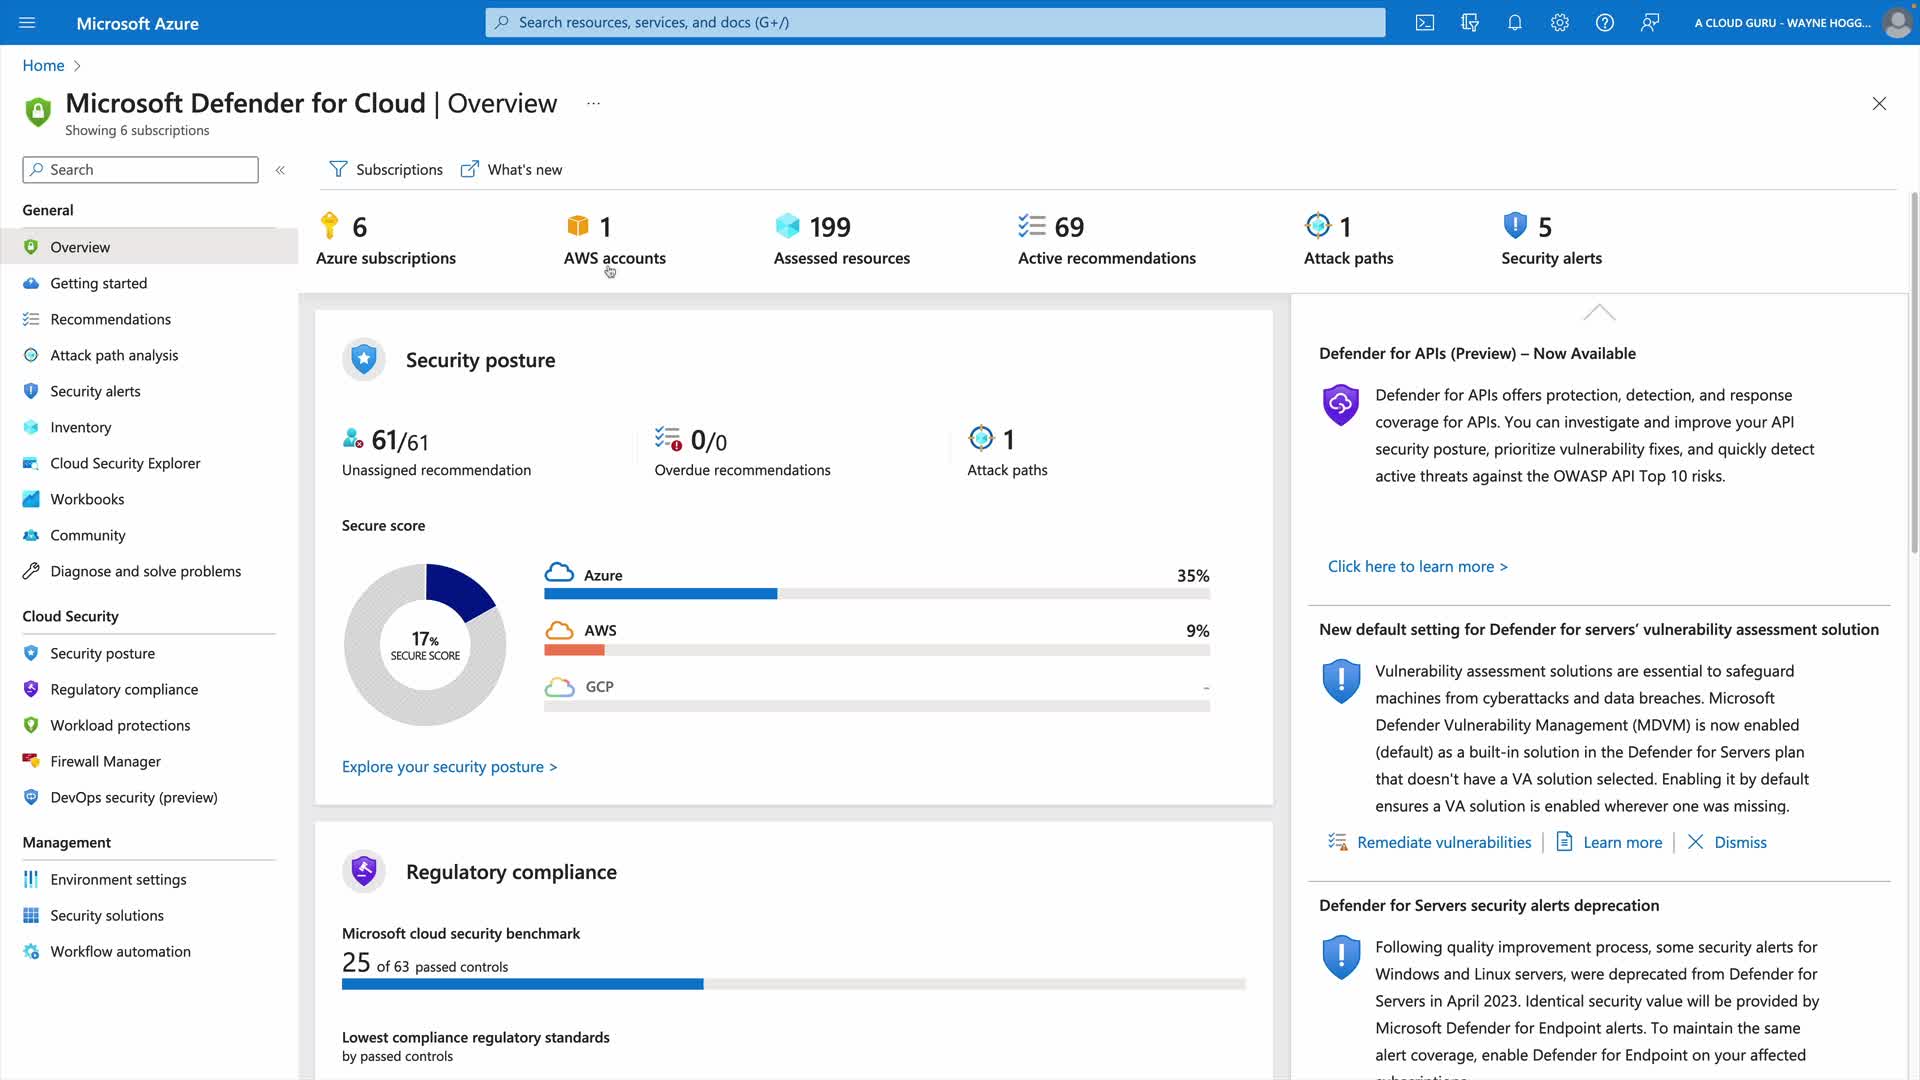 Microsoft Azure
Search resources, services, and docs (G+/)
A CLOUD GURU - WAYNE HOGG...
Home
Microsoft Defender for Cloud | Overview
...
Showing 6 subscriptions
Search
«
Subscriptions
What's new
General
Overview
Getting started
Recommendations
Attack path analysis
Security alerts
Inventory
Cloud Security Explorer
Workbooks
Community
Diagnose and solve problems
Cloud Security
Security posture
Regulatory compliance
Workload protections
Firewall Manager
DevOps security (preview)
Management
Environment settings
Security solutions
Workflow automation
6
Azure subscriptions
1
AWS accounts
199
Assessed resources
69
Active recommendations
1
Attack paths
5
Security alerts
Security posture
61/61
Unassigned recommendation
0/0
Overdue recommendations
1
Attack paths
Secure score
17%
SECURE SCORE
Azure 35%
AWS 9%
GCP -
Explore your security posture >
Regulatory compliance
Microsoft cloud security benchmark
25 of 63 passed controls
Lowest compliance regulatory standards
by passed controls
Defender for APIs (Preview) – Now Available
Defender for APIs offers protection, detection, and response
coverage for APIs. You can investigate and improve your API
security posture, prioritize vulnerability fixes, and quickly detect
active threats against the OWASP API Top 10 risks.
Click here to learn more >
New default setting for Defender for servers’ vulnerability assessment solution
Vulnerability assessment solutions are essential to safeguard
machines from cyberattacks and data breaches. Microsoft
Defender Vulnerability Management (MDVM) is now enabled
(default) as a built-in solution in the Defender for Servers plan
that doesn't have a VA solution selected. Enabling it by default
ensures a VA solution is enabled wherever one was missing.
Remediate vulnerabilities
Learn more
Dismiss
Defender for Servers security alerts deprecation
Following quality improvement process, some security alerts for
Windows and Linux servers, were deprecated from Defender for
Servers in April 2023. Identical security value will be provided by
Microsoft Defender for Endpoint alerts. To maintain the same
alert coverage, enable Defender for Endpoint on your affected